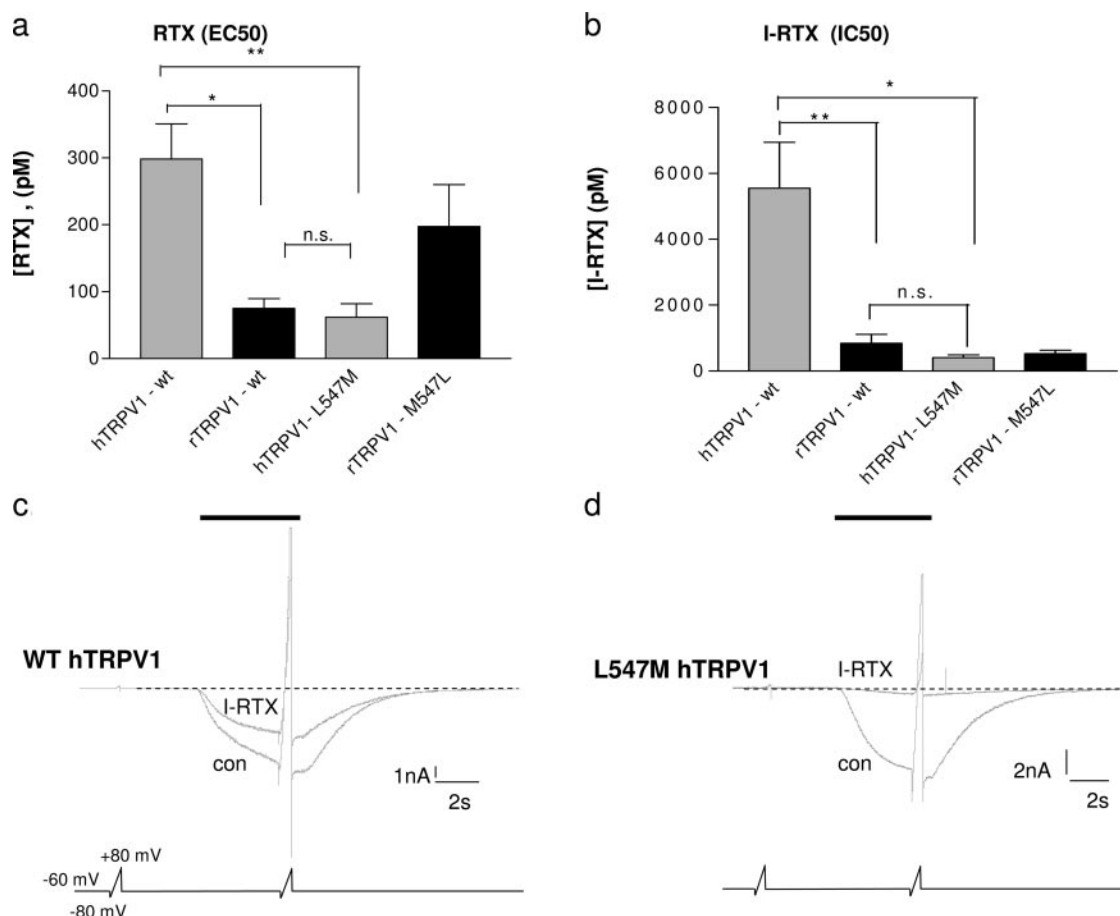 a
RTX (EC50)
**
*
n.s.
400
300
200
100
0
[RTX] , (pM)
hTRPV1 - wt
rTRPV1 - wt
hTRPV1 - L547M
rTRPV1 - M547L
b
I-RTX (IC50)
*
**
n.s.
8000
6000
4000
2000
0
[I-RTX] (pM)
hTRPV1 - wt
rTRPV1 - wt
hTRPV1- L547M
rTRPV1 - M547L
c.
WT hTRPV1
I-RTX
con
1nA
2s
+80 mV
-60 mV
-80 mV
d
L547M hTRPV1
I-RTX
con
2nA
2s